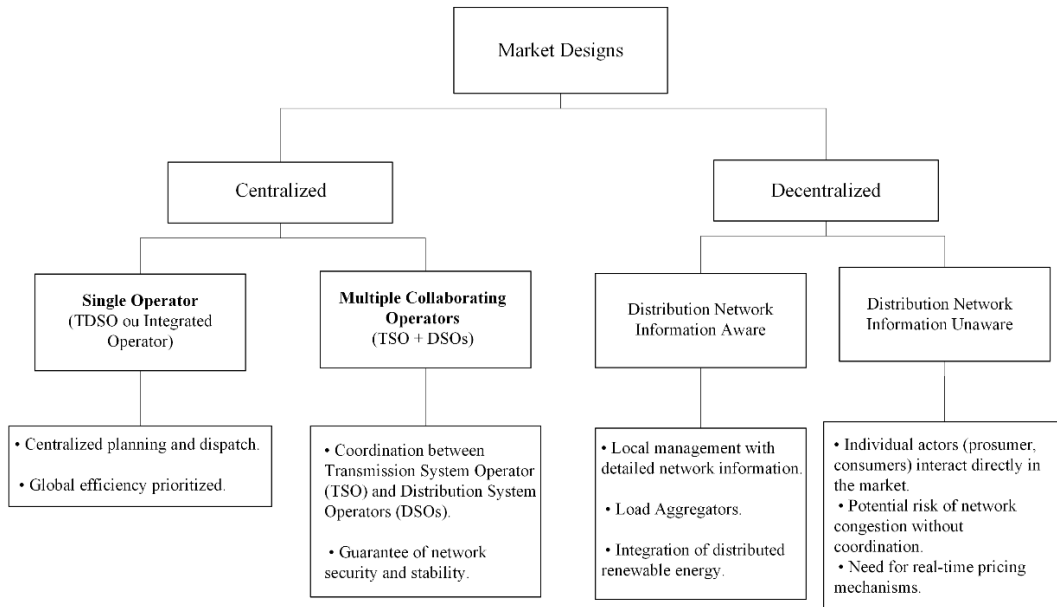 Market Designs
Centralized
Decentralized
Single Operator
(TDSO ou Integrated
Operator)
Multiple Collaborating
Operators
(TSO + DSOs)
Distribution Network
Information Aware
Distribution Network
Information Unaware
• Centralized planning and dispatch.
• Global efficiency prioritized.
• Coordination between
Transmission System Operator
(TSO) and Distribution System
Operators (DSOs).
• Guarantee of network
security and stability.
• Local management with
detailed network information.
• Load Aggregators.
• Integration of distributed
renewable energy.
• Individual actors (prosumer,
consumers) interact directly in
the market.
• Potential risk of network
congestion without
coordination.
• Need for real-time pricing
mechanisms.